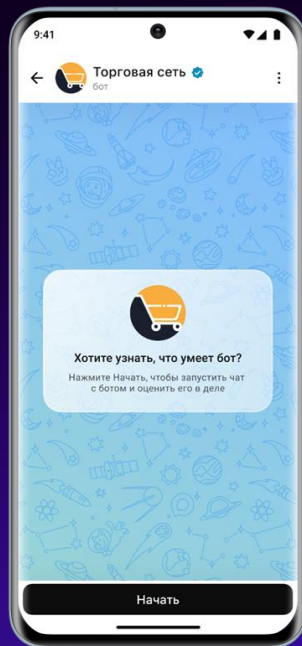 9:41
Торговая сеть
бот
Хотите узнать, что умеет бот?
Нажмите Начать, чтобы запустить чат
с ботом и оценить его в деле
Начать